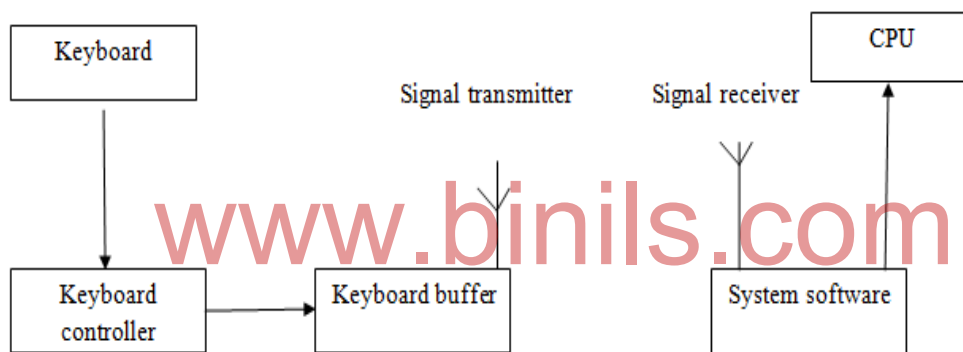 Keyboard
CPU
Signal transmitter
Signal receiver
www.binils.com
Keyboard
controller
Keyboard buffer
System software